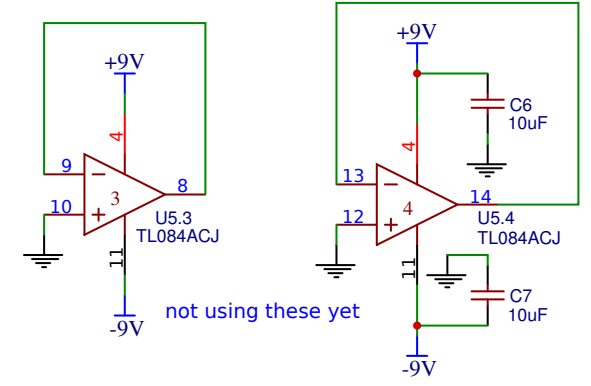 +9V
4
9
3
8
10
U5.3
TL084ACJ
11
-9V
not using these yet
+9V
C6
10uF
4
13
4
14
12
U5.4
TL084ACJ
11
C7
10uF
-9V